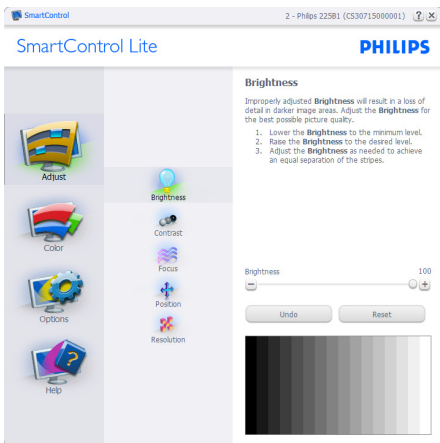 SmartControl
2 - Philips 225B1 (CS30715000001)
SmartControl Lite
PHILIPS
Adjust
Color
Options
Help
Brightness
Contrast
Focus
Position
Resolution
Brightness
Improperly adjusted Brightness will result in a loss of
detail in darker image areas. Adjust the Brightness for
the best possible picture quality.
1. Lower the Brightness to the minimum level.
2. Raise the Brightness to the desired level.
3. Adjust the Brightness as needed to achieve
an equal separation of the stripes.
Brightness 100
Undo
Reset